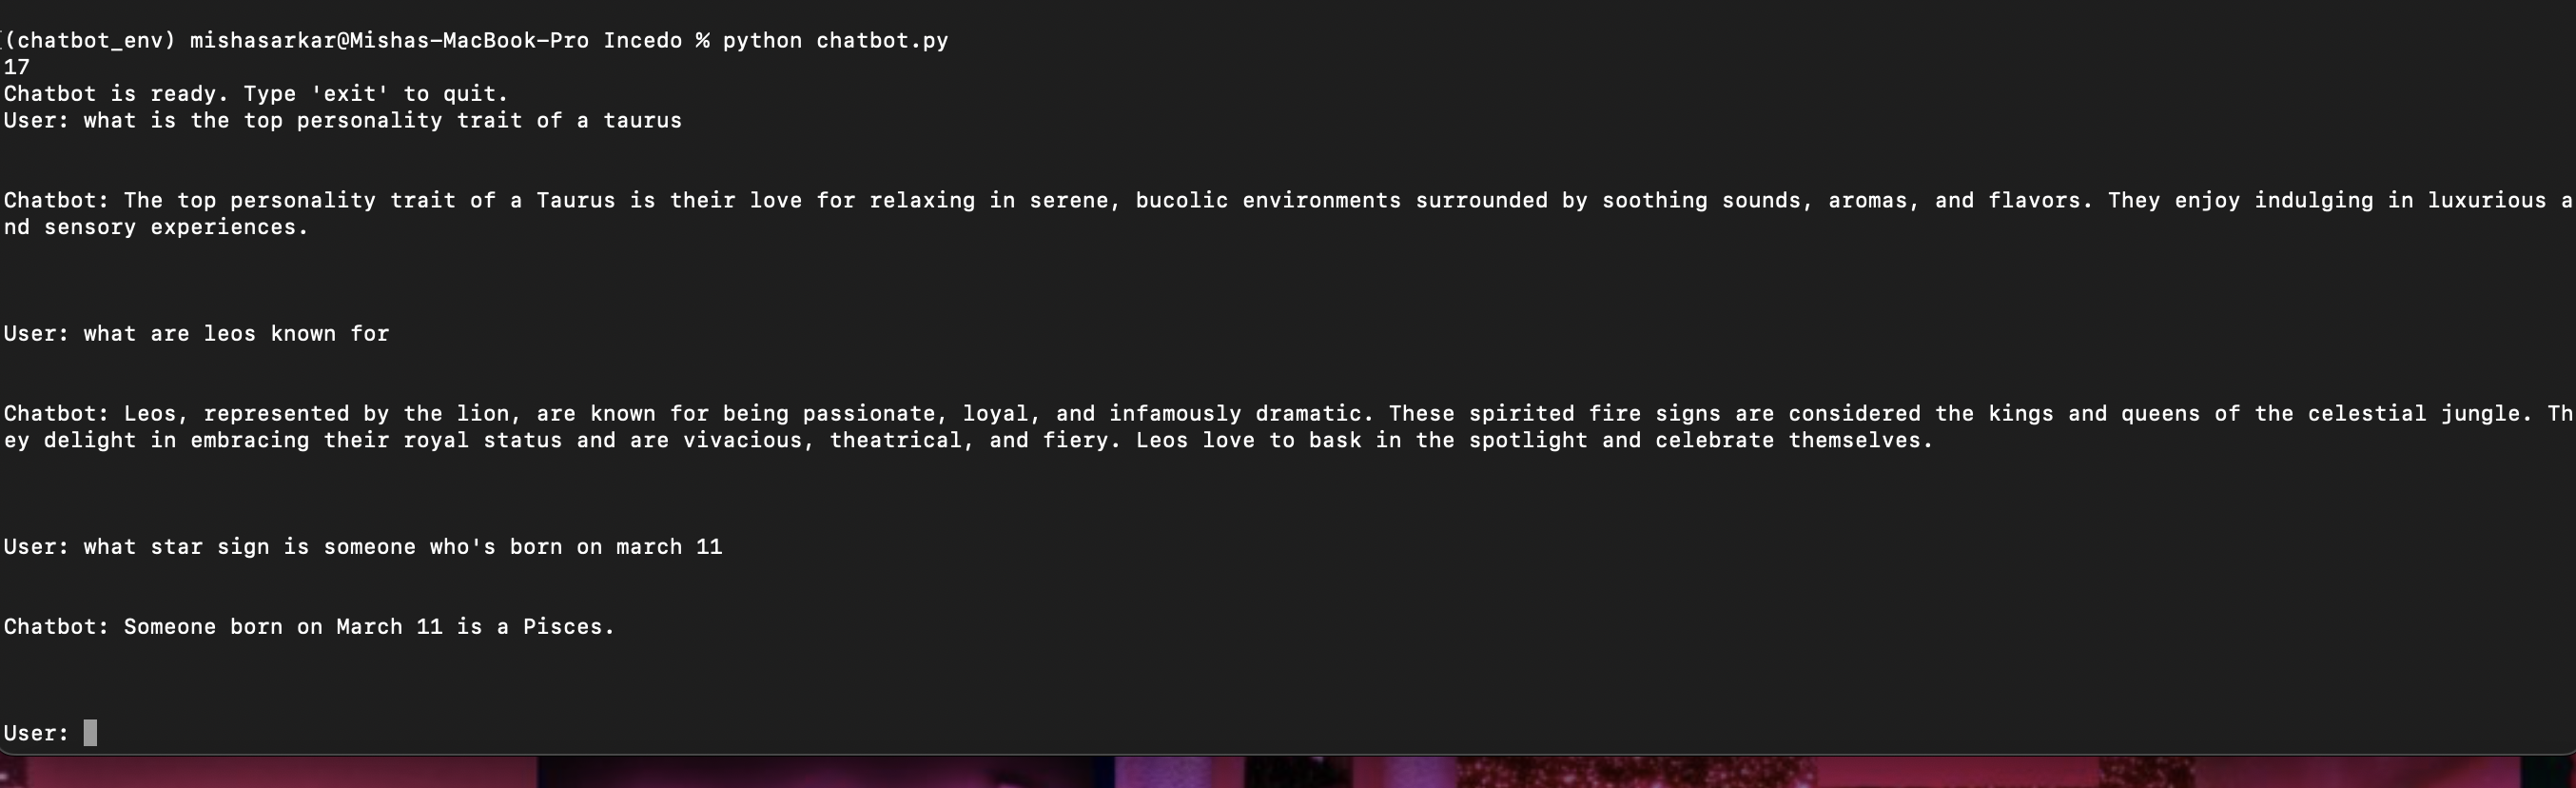 (chatbot_env) mishasarkar@Mishas-MacBook-Pro Incedo % python chatbot.py
17
Chatbot is ready. Type 'exit' to quit.
User: what is the top personality trait of a taurus
Chatbot: The top personality trait of a Taurus is their love for relaxing in serene, bucolic environments surrounded by soothing sounds, aromas, and flavors. They enjoy indulging in luxurious a
nd sensory experiences.
User: what are leos known for
Chatbot: Leos, represented by the lion, are known for being passionate, loyal, and infamously dramatic. These spirited fire signs are considered the kings and queens of the celestial jungle. Th
ey delight in embracing their royal status and are vivacious, theatrical, and fiery. Leos love to bask in the spotlight and celebrate themselves.
User: what star sign is someone who's born on march 11
Chatbot: Someone born on March 11 is a Pisces.
User: